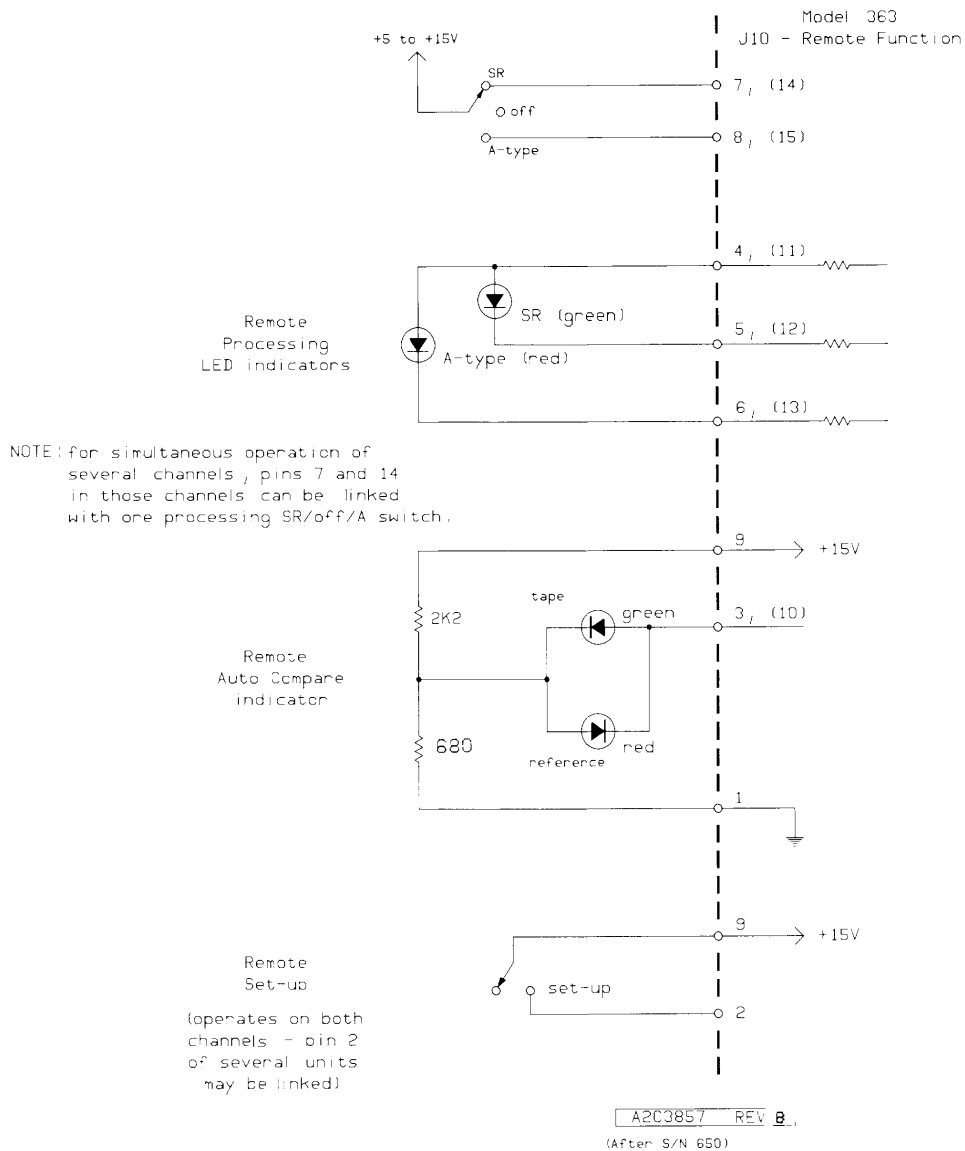 Model 363
J10 - Remote Function
+5 to +15V
SR
off
A-type
7, (14)
8, (15)
4, (11)
SR (green)
5, (12)
Remote
Processing
LED indicators
A-type (red)
6, (13)
NOTE: for simultaneous operation of
several channels, pins 7 and 14
in those channels can be linked
with ore processing SR/off/A switch.
9
+15V
2K2
tape
green
3, (10)
Remote
Auto Compare
indicator
680
reference
red
1
9
+15V
Remote
Set-up
set-up
2
(operates on both
channels - pin 2
of several units
may be linked)
A2C3857 REV B
(After S/N 650)